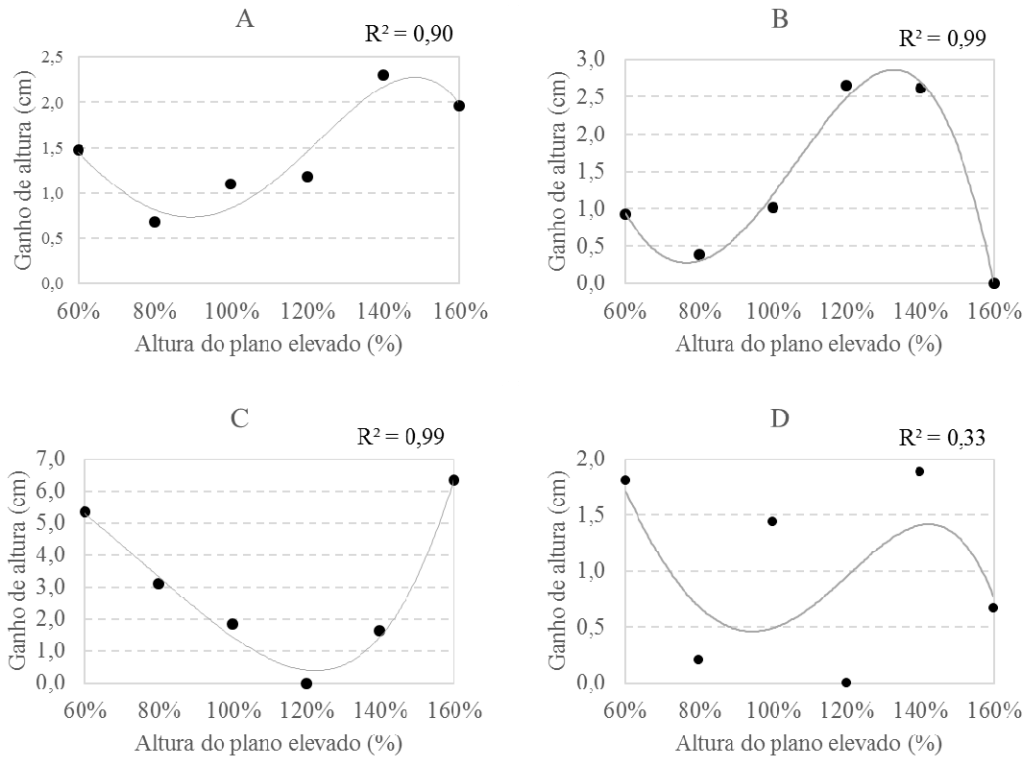 A
R² = 0,90
Ganho de altura (cm)
2,5
2,0
1,5
1,0
0,5
0,0
60% 80% 100% 120% 140% 160%
Altura do plano elevado (%)
B
R² = 0,99
Ganho de altura (cm)
3,0
2,5
2,0
1,5
1,0
0,5
0,0
60% 80% 100% 120% 140% 160%
Altura do plano elevado (%)
C
R² = 0,99
Ganho de altura (cm)
7,0
6,0
5,0
4,0
3,0
2,0
1,0
0,0
60% 80% 100% 120% 140% 160%
Altura do plano elevado (%)
D
R² = 0,33
Ganho de altura (cm)
2,0
1,5
1,0
0,5
0,0
60% 80% 100% 120% 140% 160%
Altura do plano elevado (%)